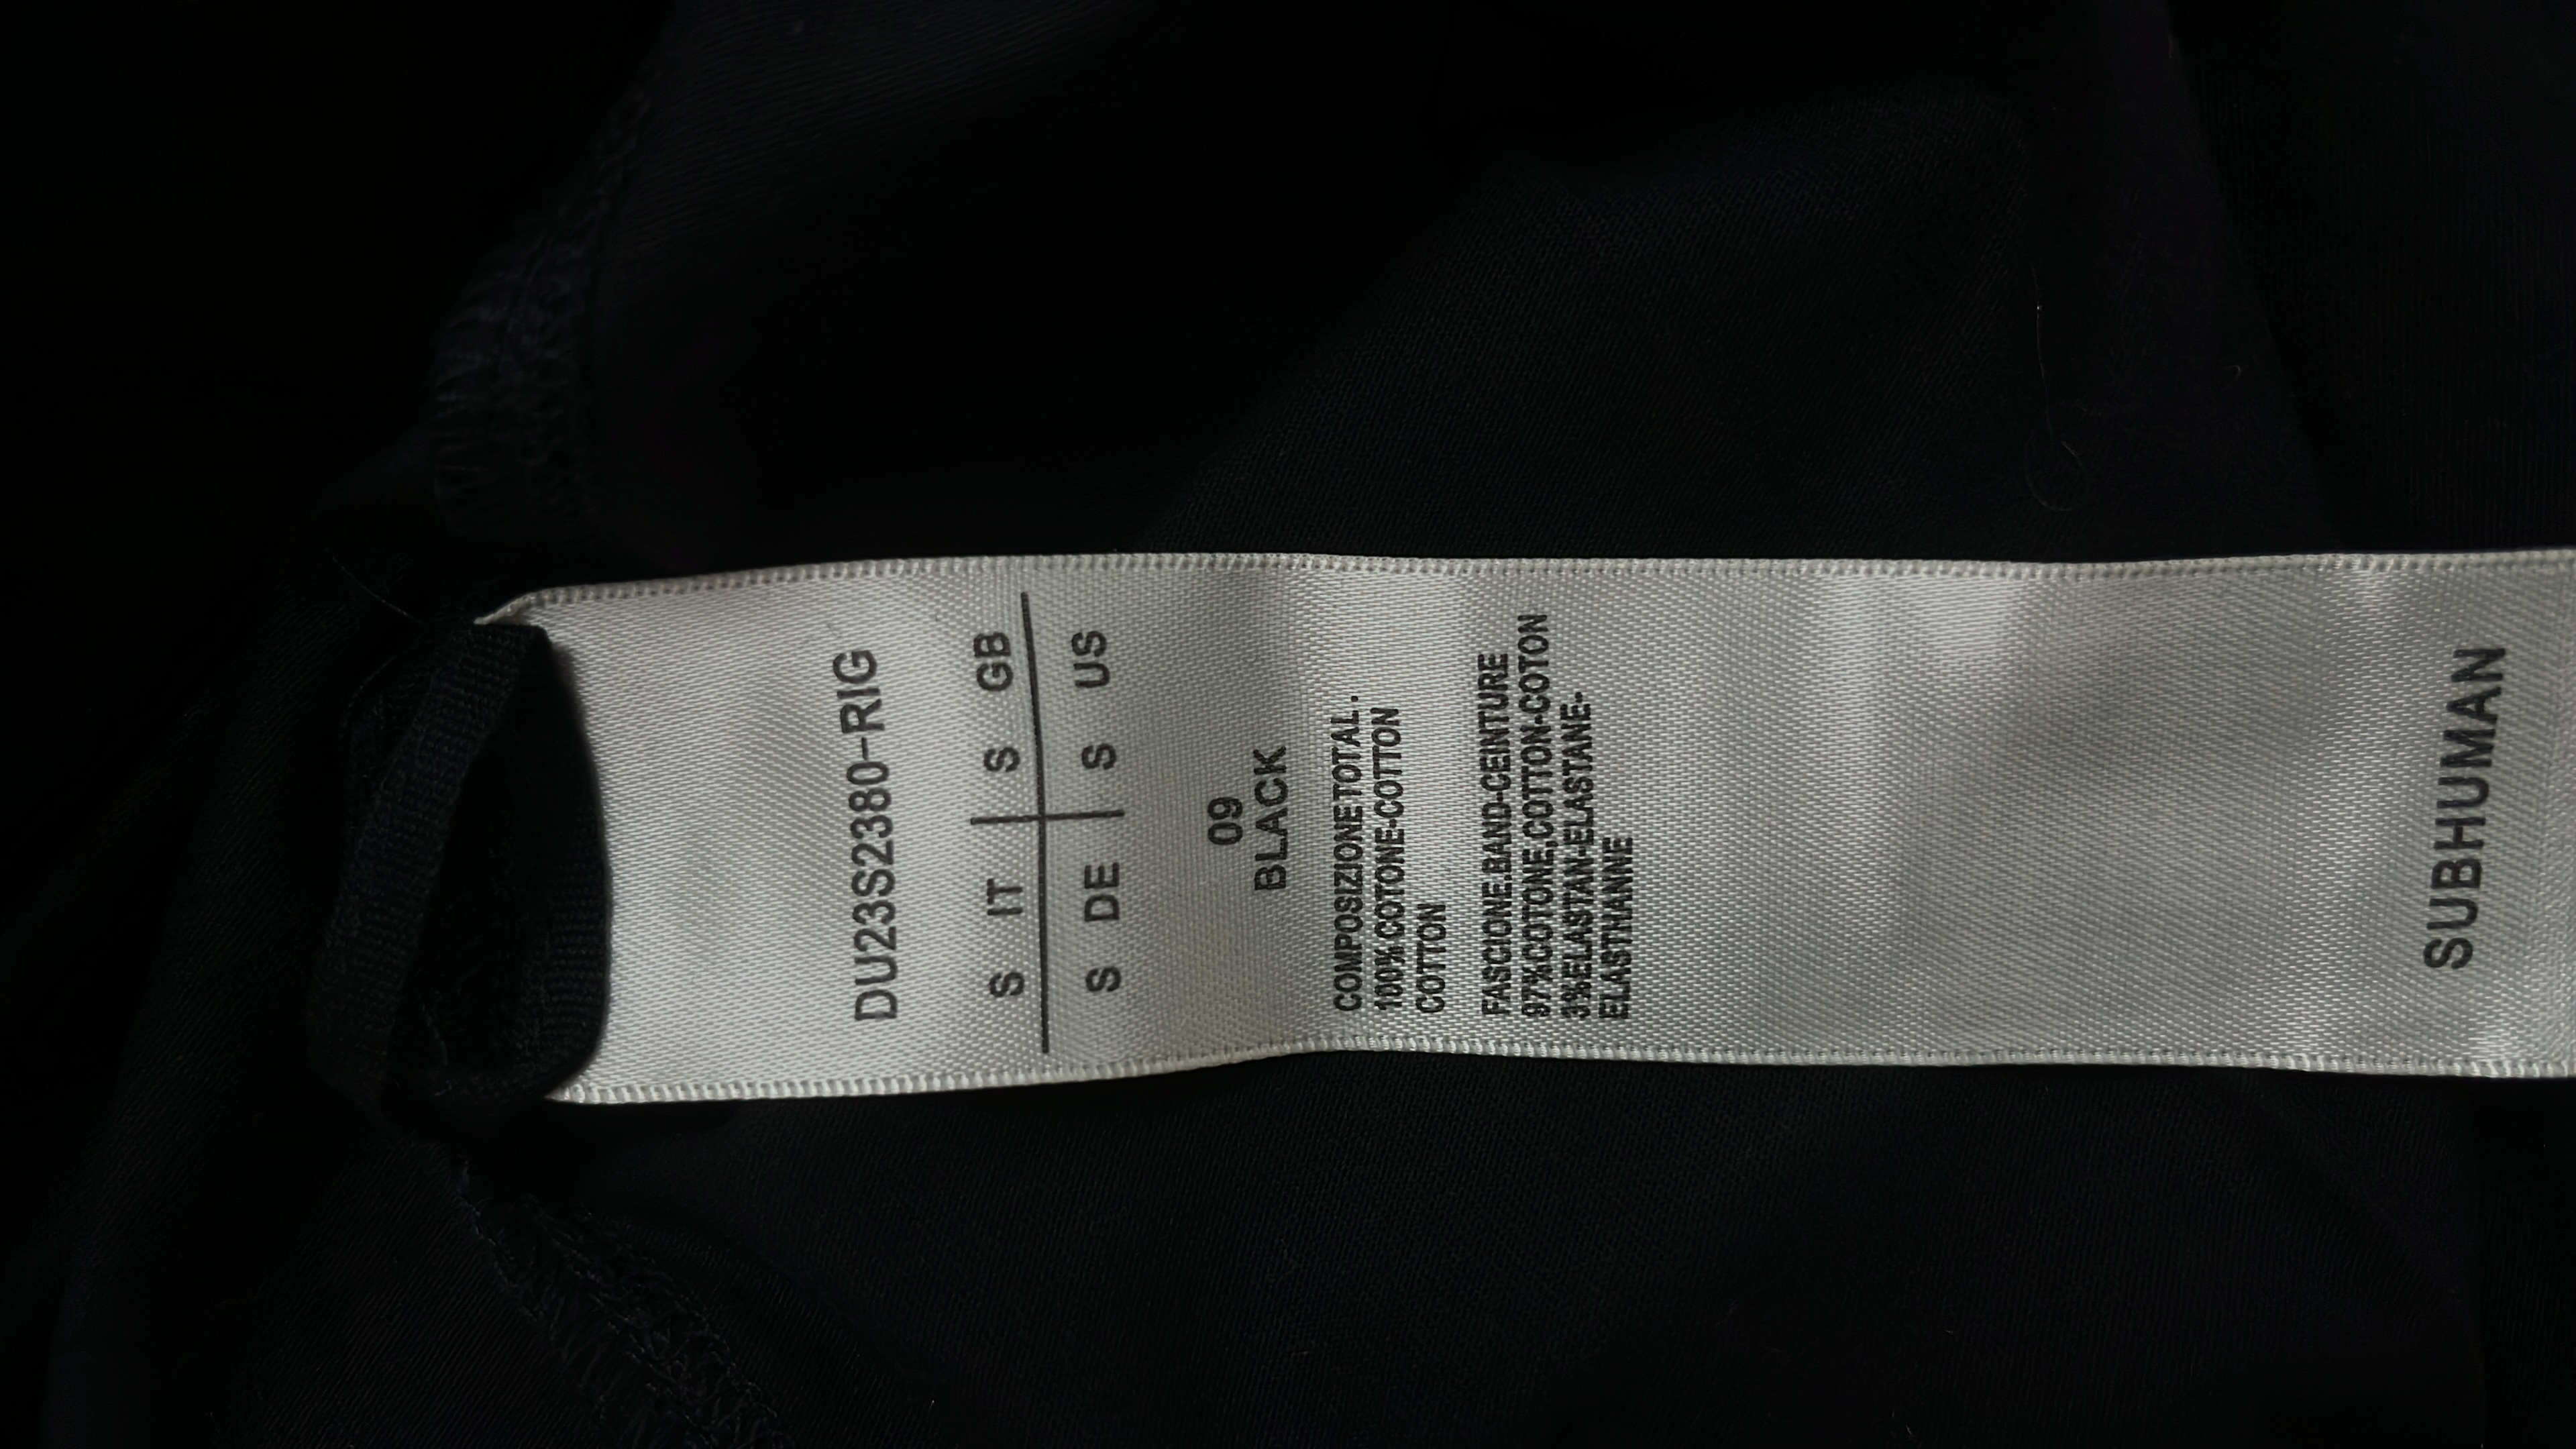 DU23S2380-RIG
S IT | S GB
S DE | S US
09
BLACK
COMPOSIZIONETOTAL.
100%COTONE-COTTON
COTTON
FASCIONE.BAND-CEINTURE
97%COTONE,COTTON-COTON
3%ELASTAN-ELASTANE-
ELASTHANNE
SUBHUMAN